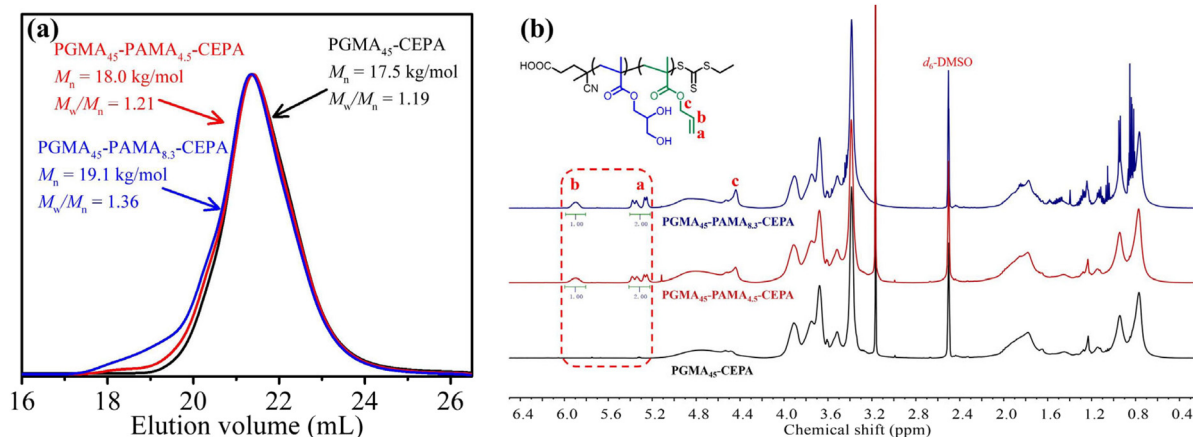 (a)
PGMA45-PAMA4.5-CEPA
Mn = 18.0 kg/mol
Mw/Mn = 1.21
PGMA45-CEPA
Mn = 17.5 kg/mol
Mw/Mn = 1.19
PGMA45-PAMA8.3-CEPA
Mn = 19.1 kg/mol
Mw/Mn = 1.36
16 18 20 22 24 26
Elution volume (mL)
(b)
HOOC
CN
S S
S
O O
O O
OH
OH
c
b
a
d6-DMSO
b a c
1.00 2.00
PGMA45-PAMA8.3-CEPA
1.00 2.00
PGMA45-PAMA4.5-CEPA
PGMA45-CEPA
6.4 6.0 5.6 5.2 4.8 4.4 4.0 3.6 3.2 2.8 2.4 2.0 1.6 1.2 0.8 0.4
Chemical shift (ppm)